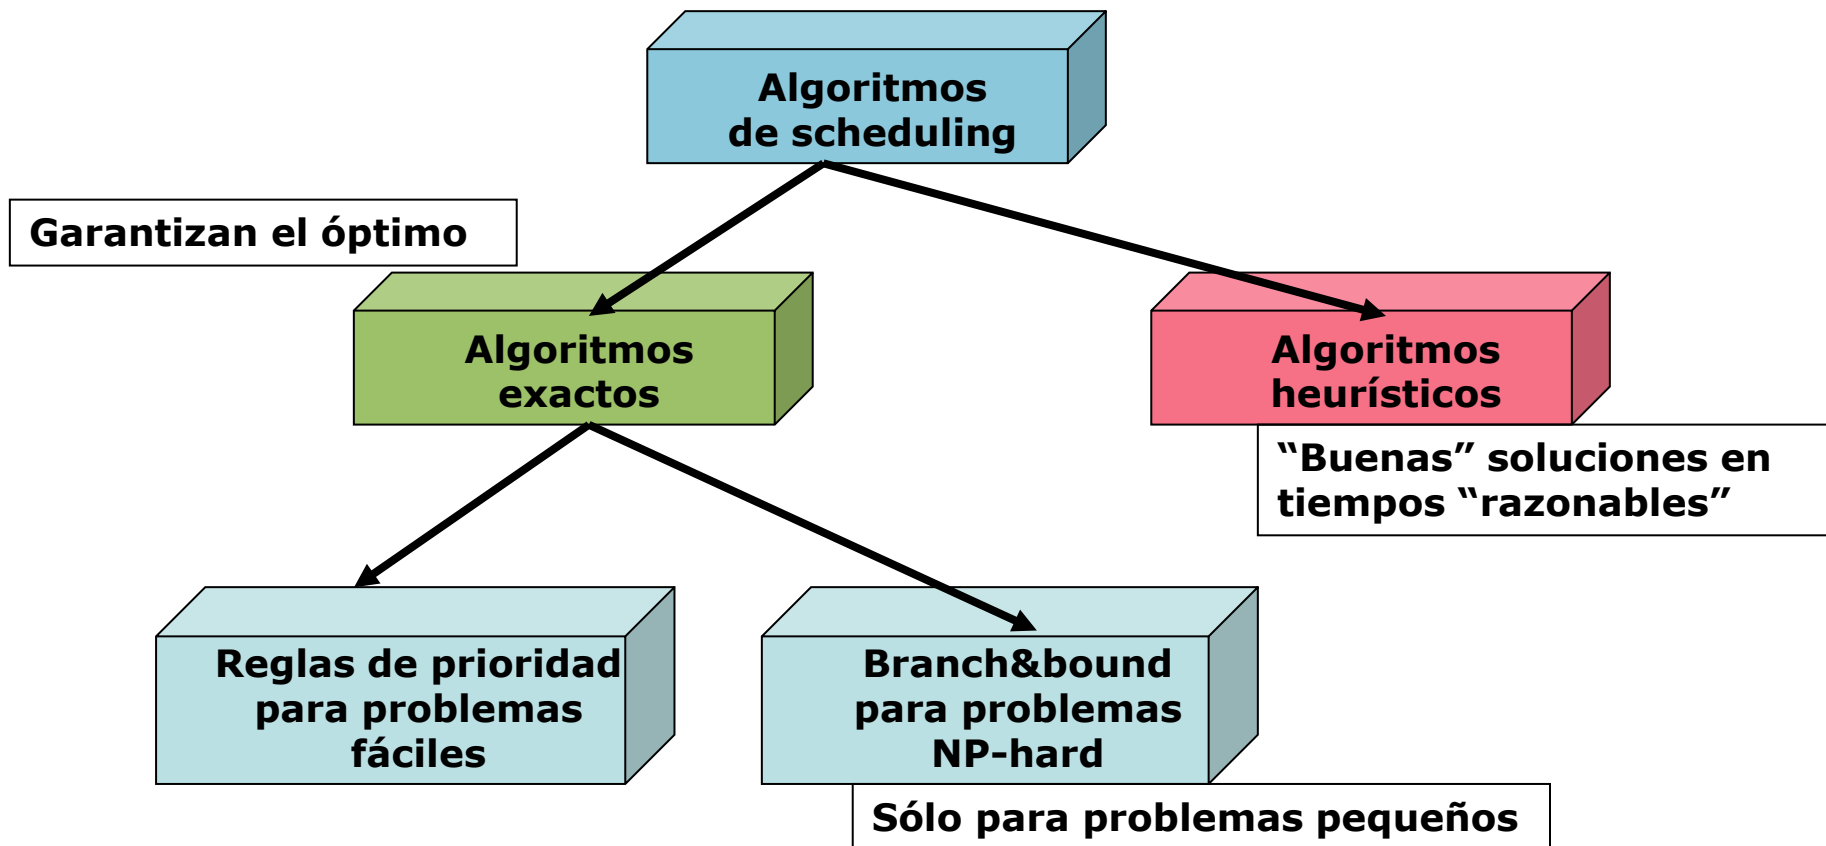 Algoritmos
de scheduling
Garantizan el óptimo
Algoritmos
exactos
Algoritmos
heurísticos
“Buenas” soluciones en
tiempos “razonables”
Reglas de prioridad
para problemas
fáciles
Branch&bound
para problemas
NP-hard
Sólo para problemas pequeños